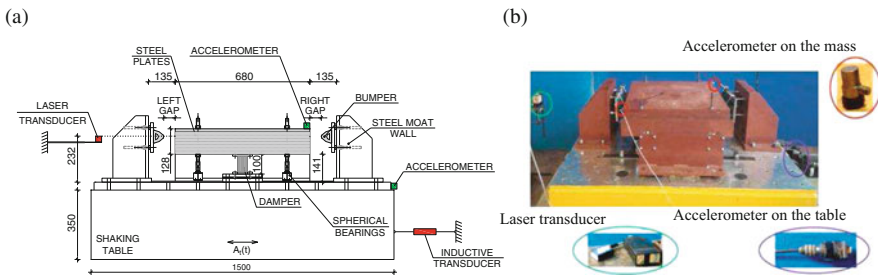 (a)
STEEL
PLATES
ACCELEROMETER
135
680
135
LASER
TRANSDUCER
LEFT
GAP
RIGHT
GAP
BUMPER
STEEL MOAT
WALL
232
128
100
141
ACCELEROMETER
DAMPER
SPHERICAL
BEARINGS
350
SHAKING
TABLE
A₁(t)
INDUCTIVE
TRANSDUCER
1500
(b)
Accelerometer on the mass
Laser transducer
Accelerometer on the table